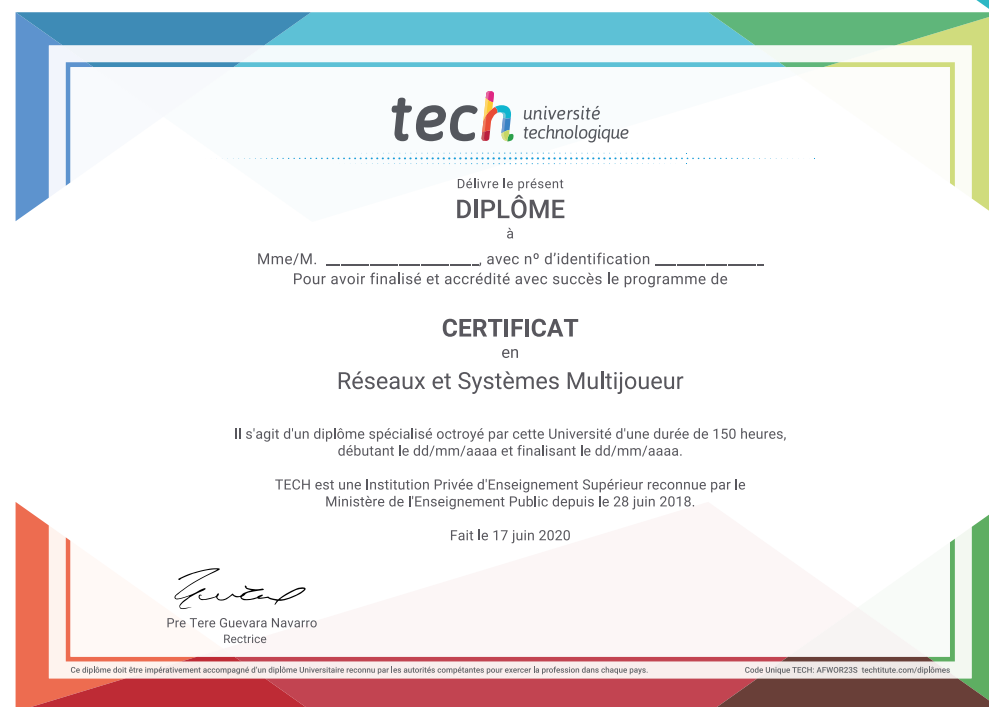 tech université
technologique
Délivre le présent
DIPLÔME
à
Mme/M. ____________________, avec nº d'identification ______________
Pour avoir finalisé et accrédité avec succès le programme de
CERTIFICAT
en
Réseaux et Systèmes Multijoueur
Il s'agit d'un diplôme spécialisé octroyé par cette Université d'une durée de 150 heures,
débutant le dd/mm/aaaa et finalisant le dd/mm/aaaa.
TECH est une Institution Privée d'Enseignement Supérieur reconnue par le
Ministère de l'Enseignement Public depuis le 28 juin 2018.
Fait le 17 juin 2020
Pre Tere Guevara Navarro
Rectrice
Ce diplôme doit être impérativement accompagné d'un diplôme Universitaire reconnu par les autorités compétentes pour exercer la profession dans chaque pays.
Code Unique TECH: AFWOR23S techtitute.com/diplômes